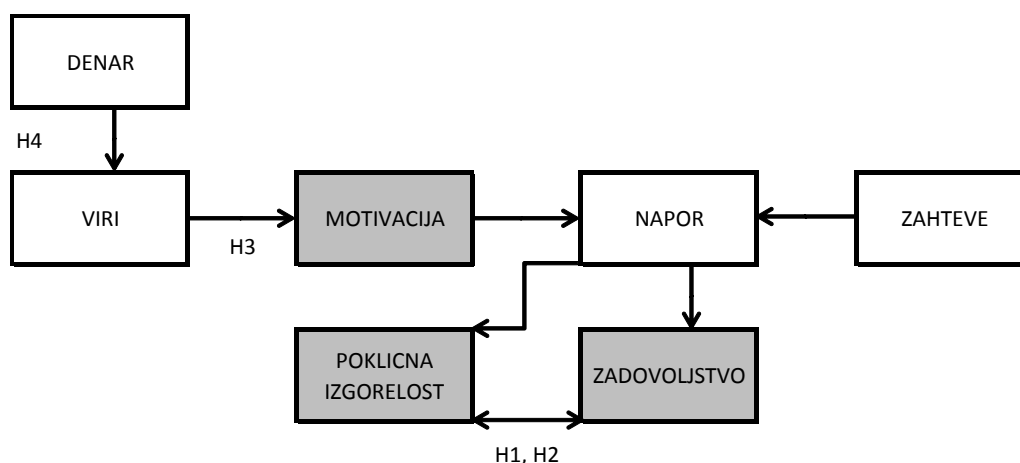 DENAR
H4
VIRI
H3
MOTIVACIJA
NAPOR
ZAHTEVE
POKLICNA
IZGORELOST
ZADOVOLJSTVO
H1, H2